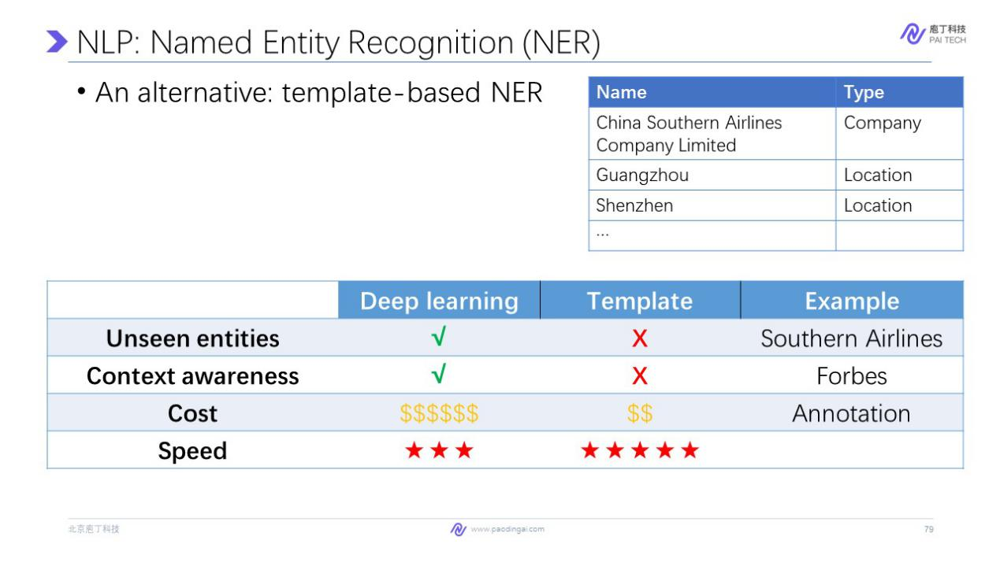 NLP: Named Entity Recognition (NER)
庖丁科技
PAI TECH
• An alternative: template-based NER
Name Type
China Southern Airlines Company
Company Limited
Guangzhou Location
Shenzhen Location
...
Deep learning Template Example
Unseen entities √ X Southern Airlines
Context awareness √ X Forbes
Cost $$$$$$ $$ Annotation
Speed ★★★ ★★★★★
北京庖丁科技 www.paodingai.com 79